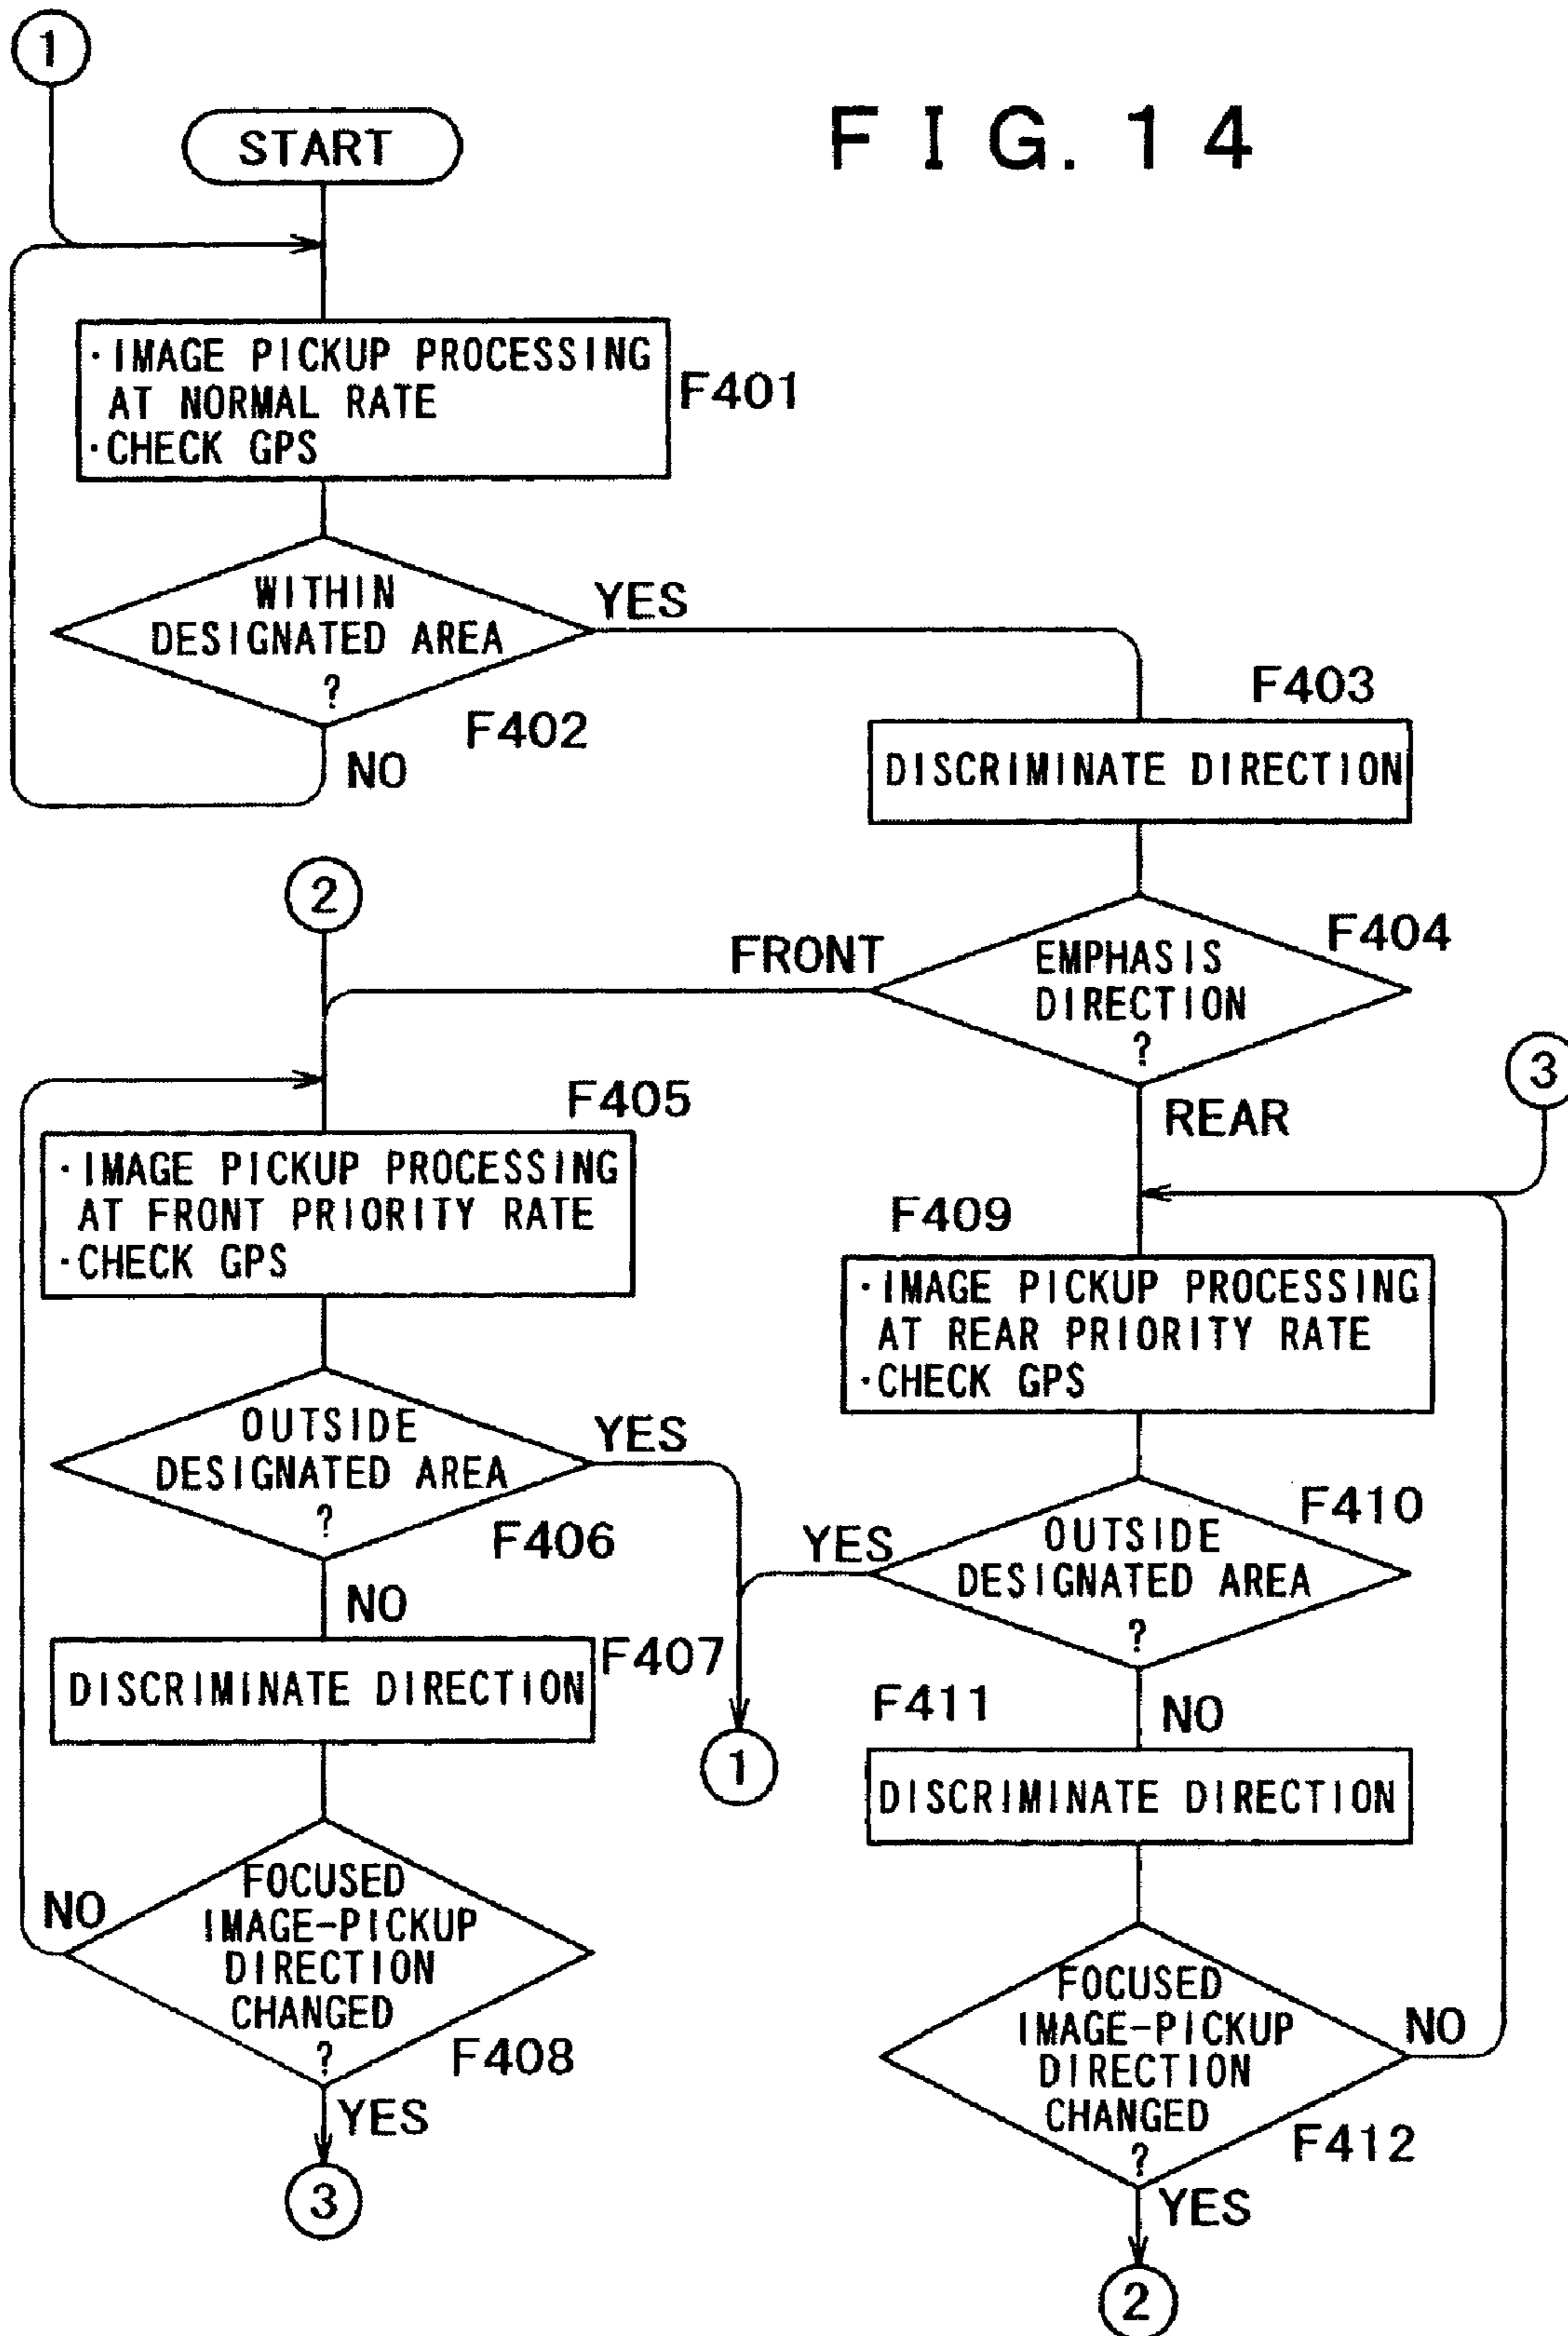 1
START
FIG. 14
·IMAGE PICKUP PROCESSING
AT NORMAL RATE
·CHECK GPS
F401
WITHIN
DESIGNATED AREA
?
YES
F402
NO
F403
DISCRIMINATE DIRECTION
2
FRONT
EMPHASIS
DIRECTION
?
F404
REAR
3
F405
·IMAGE PICKUP PROCESSING
AT FRONT PRIORITY RATE
·CHECK GPS
F409
·IMAGE PICKUP PROCESSING
AT REAR PRIORITY RATE
·CHECK GPS
OUTSIDE
DESIGNATED AREA
?
YES
F406
NO
YES
OUTSIDE
DESIGNATED AREA
?
F410
NO
F407
DISCRIMINATE DIRECTION
1
F411
DISCRIMINATE DIRECTION
NO
FOCUSED
IMAGE-PICKUP
DIRECTION
CHANGED
?
F408
YES
3
FOCUSED
IMAGE-PICKUP
DIRECTION
CHANGED
?
NO
F412
YES
2